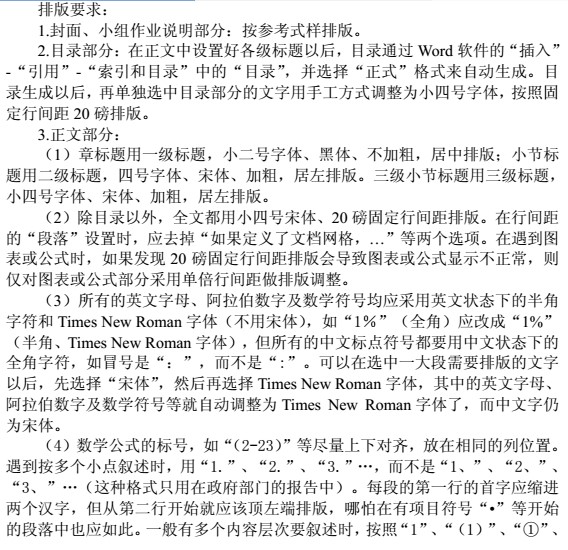 排版要求：
1.封面、小组作业说明部分：按参考式样排版。
2.目录部分：在正文中设置好各级标题以后，目录通过 Word 软件的“插入”
-“引用”-“索引和目录”中的“目录”，并选择“正式”格式来自动生成。目
录生成以后，再单独选中目录部分的文字用手工方式调整为小四号字体，按照固
定行间距 20 磅排版。
3.正文部分：
（1）章标题用一级标题，小二号字体、黑体、不加粗，居中排版；小节标
题用二级标题，四号字体、宋体、加粗，居左排版。三级小节标题用三级标题，
小四号字体、宋体、加粗，居左排版。
（2）除目录以外，全文都用小四号宋体、20 磅固定行间距排版。在行间距
的“段落”设置时，应去掉“如果定义了文档网格，…”等两个选项。在遇到图
表或公式时，如果发现 20 磅固定行间距排版会导致图表或公式显示不正常，则
仅对图表或公式部分采用单倍行间距做排版调整。
（3）所有的英文字母、阿拉伯数字及数学符号均应采用英文状态下的半角
字符和 Times New Roman 字体（不用宋体），如“1％”（全角）应改成“1%”
（半角、Times New Roman 字体），但所有的中文标点符号都要用中文状态下的
全角字符，如冒号是“：”，而不是“:”。可以在选中一大段需要排版的文字
以后，先选择“宋体”，然后再选择 Times New Roman 字体，其中的英文字母、
阿拉伯数字及数学符号等就自动调整为 Times New Roman 字体了，而中文字仍
为宋体。
（4）数学公式的标号，如“(2-23)”等尽量上下对齐，放在相同的列位置。
遇到按多个小点叙述时，用“1.”、“2.”、“3.”…，而不是“1、”、“2、”、
“3、”…（这种格式只用在政府部门的报告中）。每段的第一行的首字应缩进
两个汉字，但从第二行开始就应该顶左端排版，哪怕在有项目符号“•”等开始
的段落中也应如此。一般有多个内容层次要叙述时，按照“1”、“（1）”、“①”、